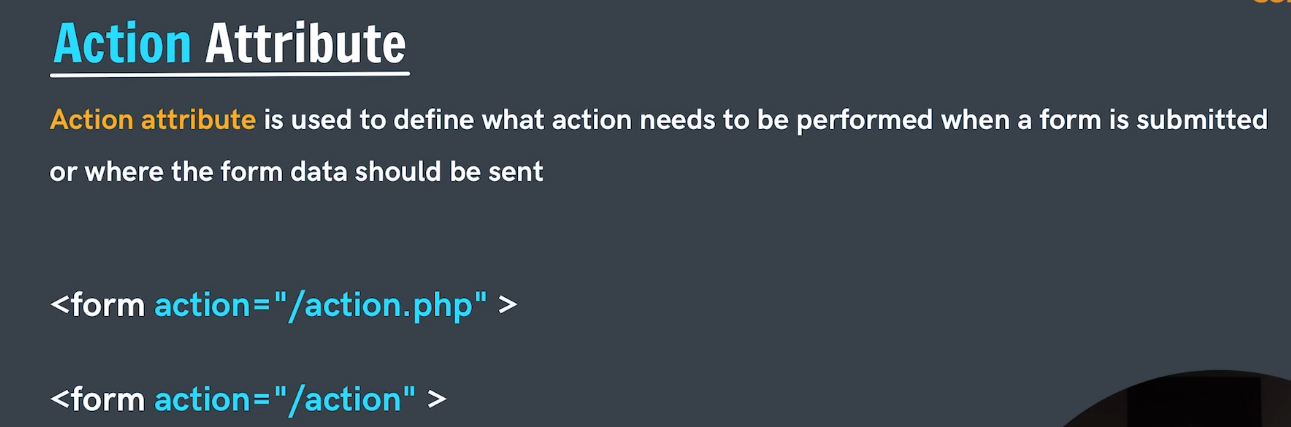 Action Attribute
Action attribute is used to define what action needs to be performed when a form is submitted
or where the form data should be sent
<form action="/action.php" >
<form action="/action" >